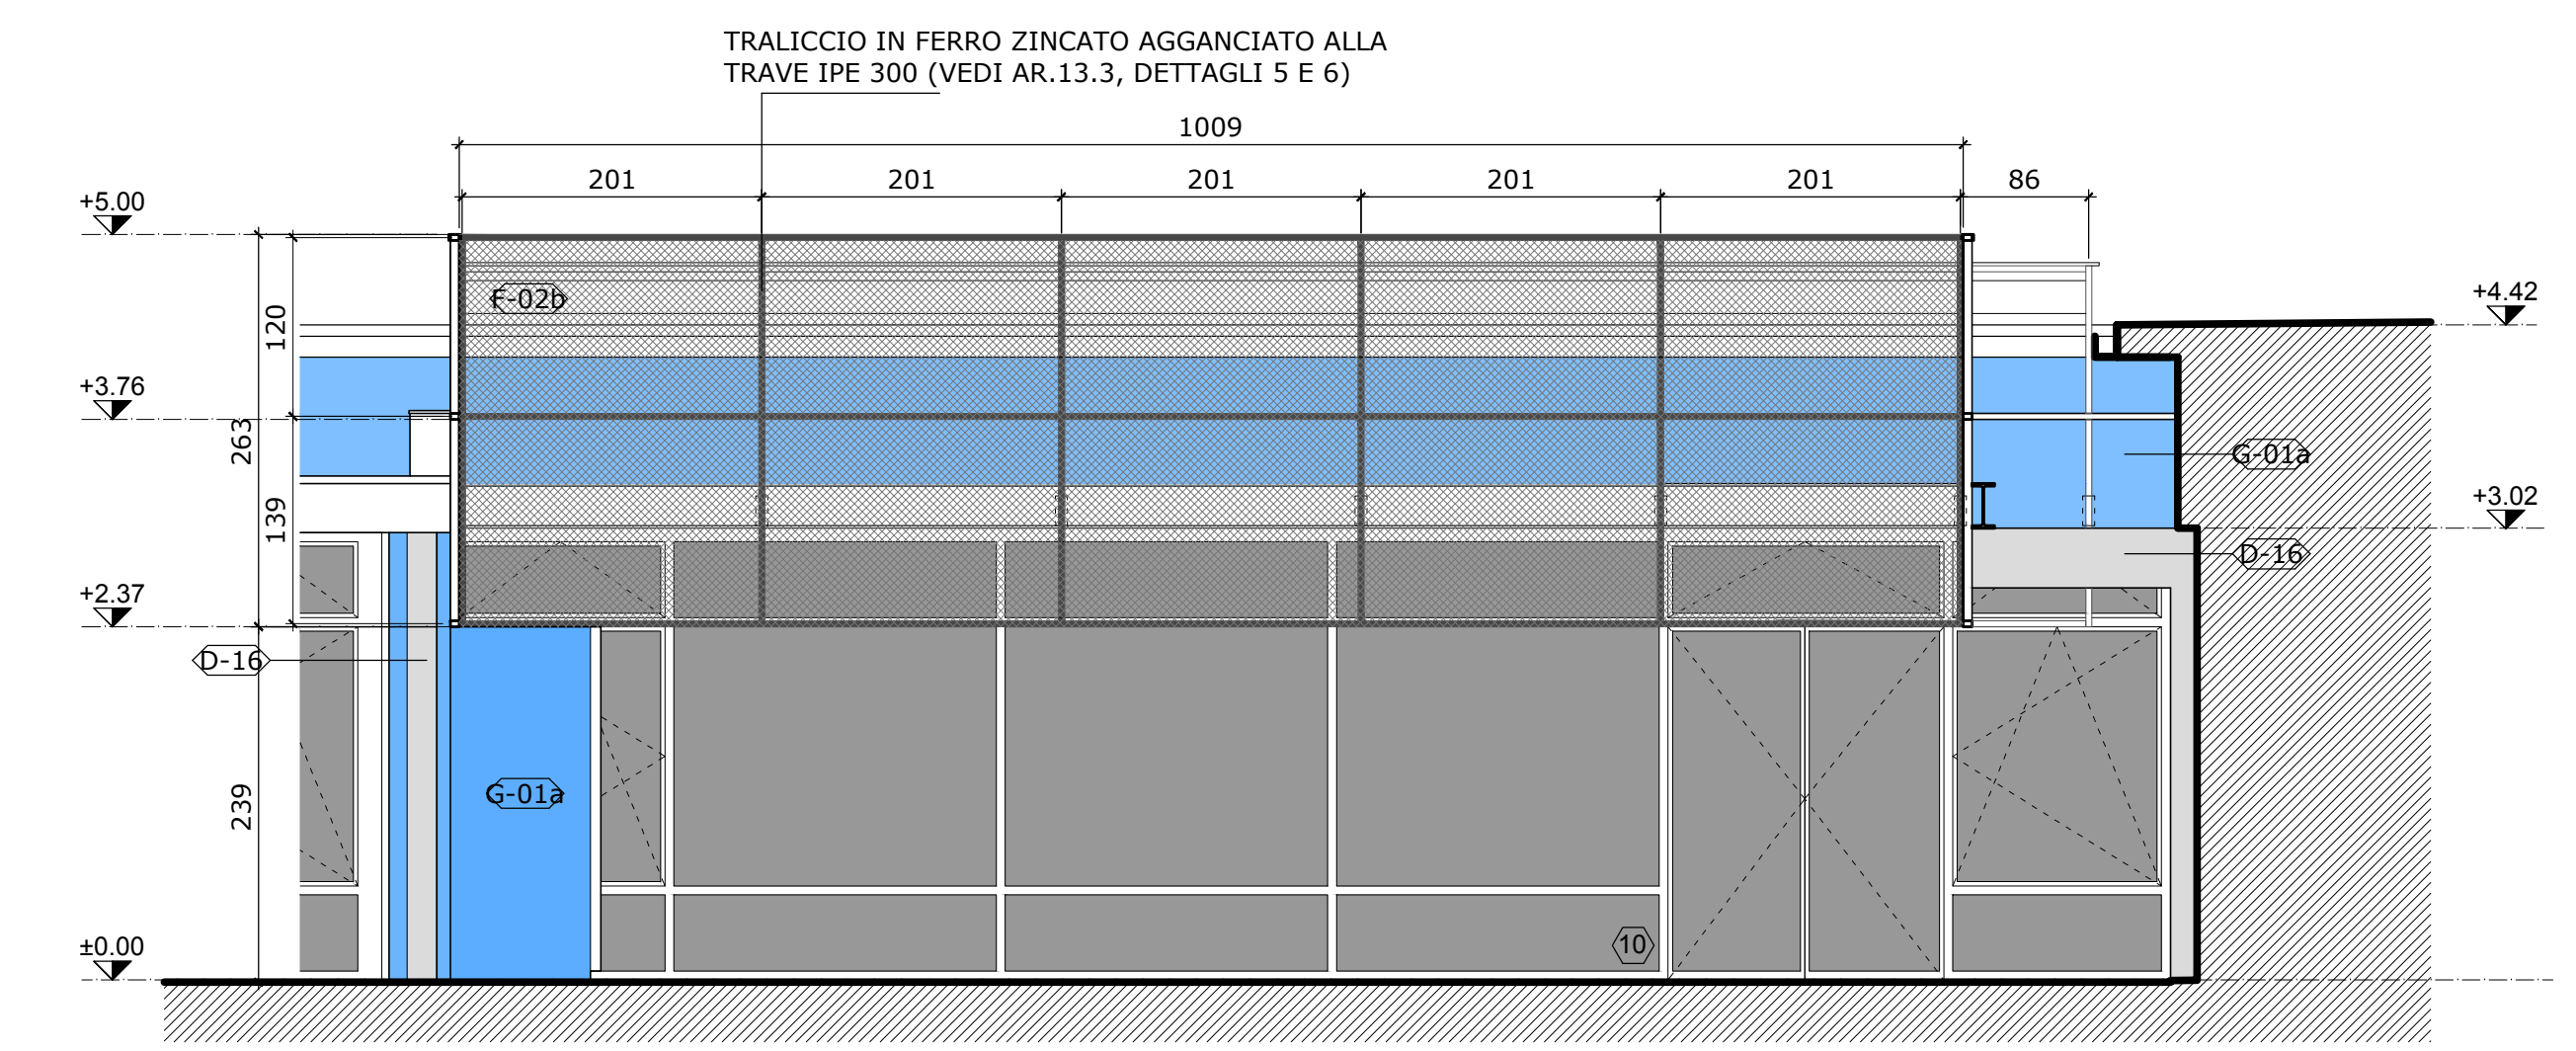 TRALICCIO IN FERRO ZINCATO AGGANCIATO ALLA
TRAVE IPE 300 (VEDI AR.13.3, DETTAGLI 5 E 6)
1009
201 201 201 201 201 86
+5.00
+4.42
F-02b
120
+3.76
263
G-01a
139
+3.02
D-16
+2.37
D-16
G-01a
239
10
±0.00